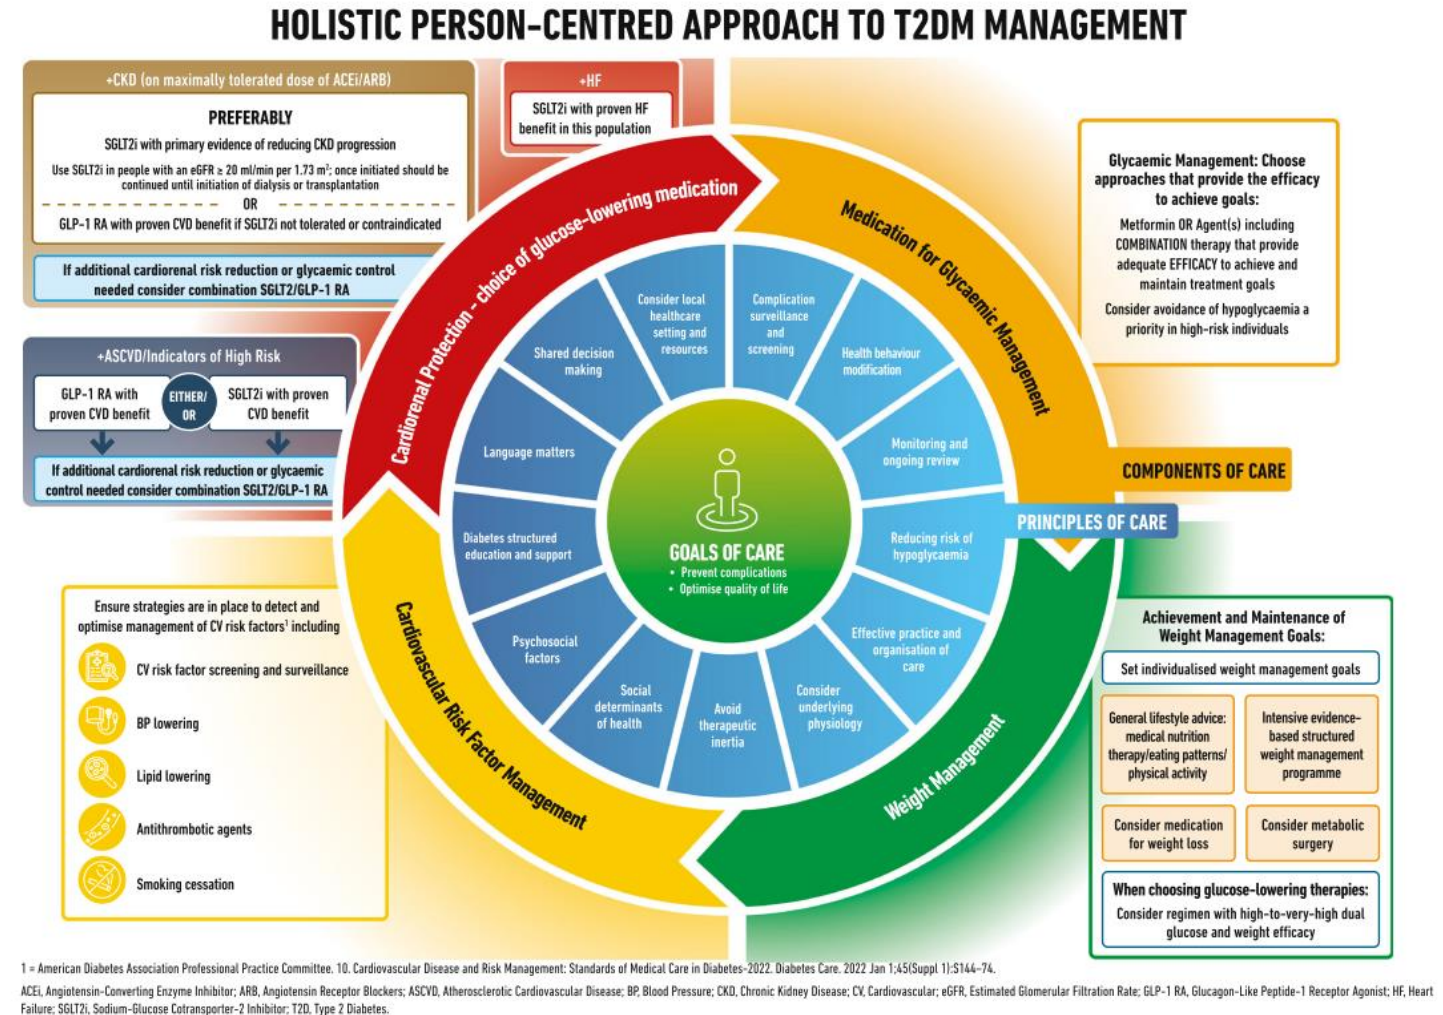 HOLISTIC PERSON-CENTRED APPROACH TO T2DM MANAGEMENT
+CKD (on maximally tolerated dose of ACEi/ARB)
PREFERABLY
SGLT2i with primary evidence of reducing CKD progression
Use SGLT2i in people with an eGFR ≥ 20 ml/min per 1.73 m²; once initiated should be
continued until initiation of dialysis or transplantation
OR
GLP-1 RA with proven CVD benefit if SGLT2i not tolerated or contraindicated
If additional cardiorenal risk reduction or glycaemic control
needed consider combination SGLT2/GLP-1 RA
+HF
SGLT2i with proven HF
benefit in this population
+ASCVD/Indicators of High Risk
GLP-1 RA with
proven CVD benefit
EITHER/
OR
SGLT2i with proven
CVD benefit
If additional cardiorenal risk reduction or glycaemic
control needed consider combination SGLT2/GLP-1 RA
Cardiorenal Protection - choice of glucose-lowering medication
Medication for Glycaemic Management
Glycaemic Management: Choose
approaches that provide the efficacy
to achieve goals:
Metformin OR Agent(s) including
COMBINATION therapy that provide
adequate EFFICACY to achieve and
maintain treatment goals
Consider avoidance of hypoglycaemia a
priority in high-risk individuals
COMPONENTS OF CARE
PRINCIPLES OF CARE
Consider local
healthcare
setting and
resources
Complication
surveillance
and
screening
Health behaviour
modification
Monitoring and
ongoing review
Reducing risk of
hypoglycaemia
Effective practice and
organisation of
care
Consider
underlying
physiology
Avoid
therapeutic
inertia
Social
determinants
of health
Psychosocial
factors
Diabetes structured
education and support
Language matters
Shared decision
making
GOALS OF CARE
• Prevent complications
• Optimise quality of life
Cardiovascular Risk Factor Management
Weight Management
Ensure strategies are in place to detect and
optimise management of CV risk factors¹ including
CV risk factor screening and surveillance
BP lowering
Lipid lowering
Antithrombotic agents
Smoking cessation
Achievement and Maintenance of
Weight Management Goals:
Set individualised weight management goals
General lifestyle advice:
medical nutrition
therapy/eating patterns/
physical activity
Intensive evidence-
based structured
weight management
programme
Consider medication
for weight loss
Consider metabolic
surgery
When choosing glucose-lowering therapies:
Consider regimen with high-to-very-high dual
glucose and weight efficacy
1 = American Diabetes Association Professional Practice Committee. 10. Cardiovascular Disease and Risk Management: Standards of Medical Care in Diabetes-2022. Diabetes Care. 2022 Jan 1;45(Suppl 1):S144-74.
ACEi, Angiotensin-Converting Enzyme Inhibitor; ARB, Angiotensin Receptor Blockers; ASCVD, Atherosclerotic Cardiovascular Disease; BP, Blood Pressure; CKD, Chronic Kidney Disease; CV, Cardiovascular; eGFR, Estimated Glomerular Filtration Rate; GLP-1 RA, Glucagon-Like Peptide-1 Receptor Agonist; HF, Heart
Failure; SGLT2i, Sodium-Glucose Cotransporter-2 Inhibitor; T2D, Type 2 Diabetes.